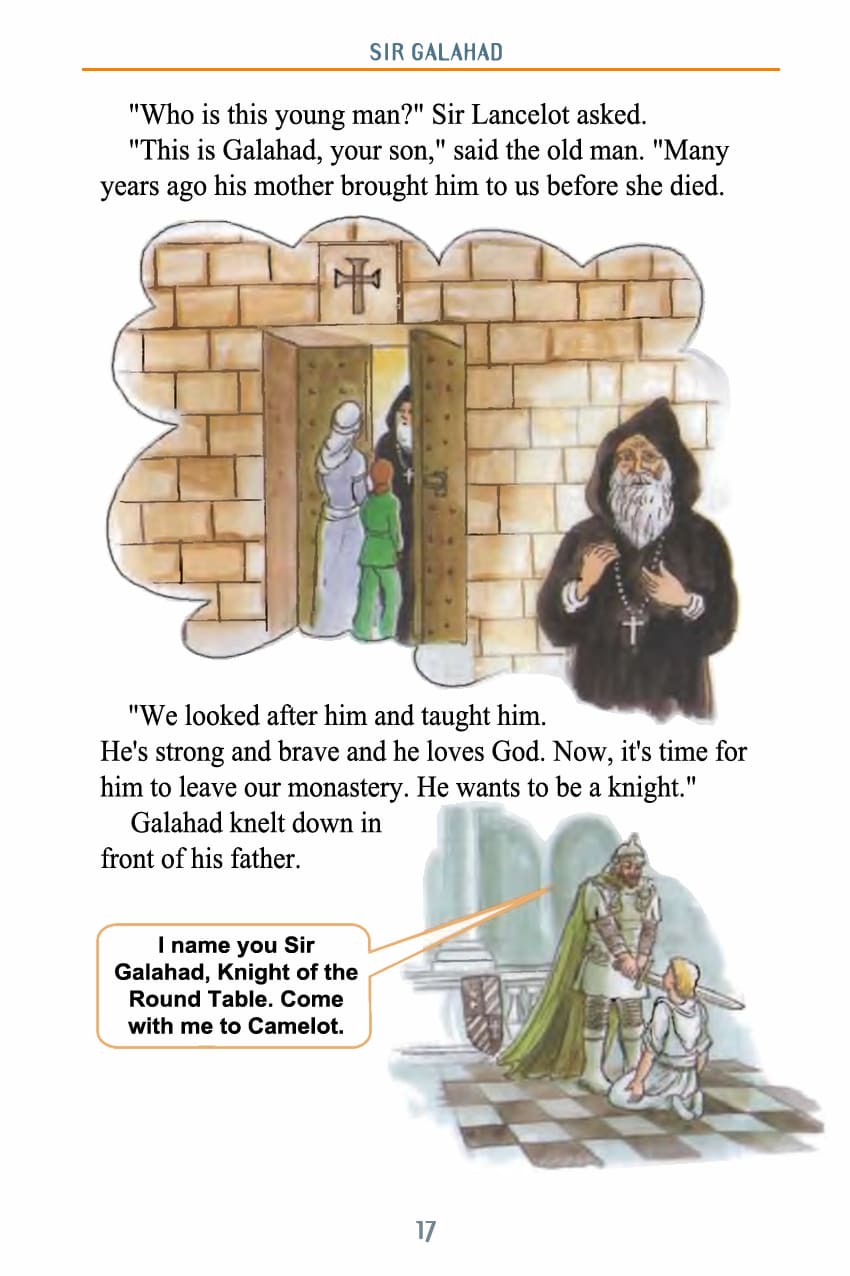 SIR GALAHAD
"Who is this young man?" Sir Lancelot asked.
"This is Galahad, your son," said the old man. "Many
years ago his mother brought him to us before she died.
"We looked after him and taught him.
He's strong and brave and he loves God. Now, it's time for
him to leave our monastery. He wants to be a knight."
Galahad knelt down in
front of his father.
I name you Sir
Galahad, Knight of the
Round Table. Come
with me to Camelot.
17